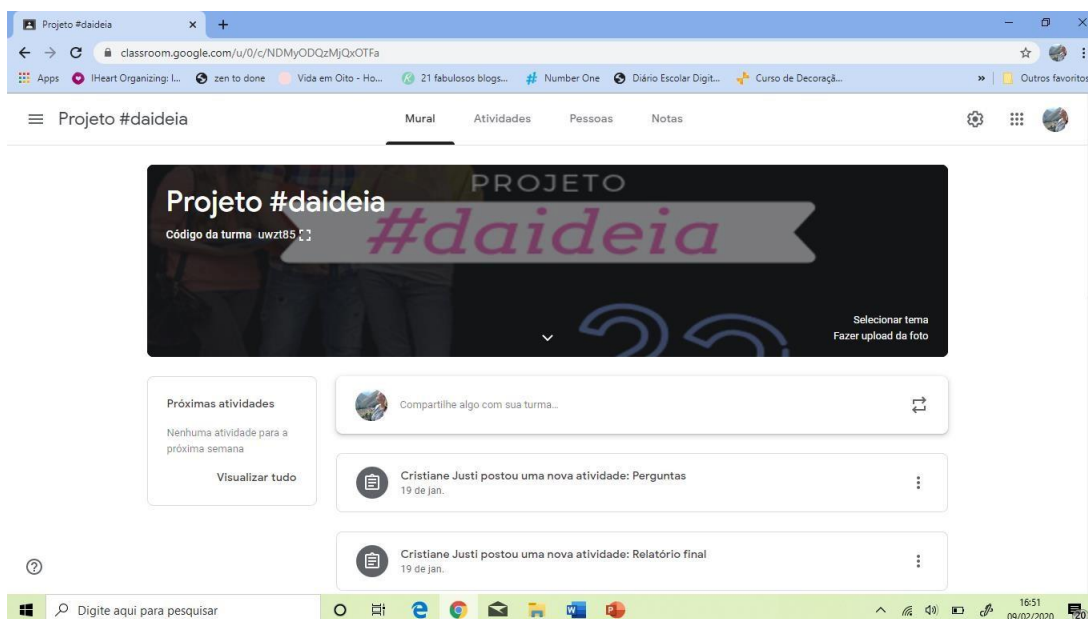 Projeto #daideia
classroom.google.com/u/0/c/NDMyODQzMjQxOTFa
Apps IHeart Organizing: I... zen to done Vida em Oito - Ho... 21 fabulosos blogs... Number One Diário Escolar Digit... Curso de Decoraçã... » Outros favoritos
Projeto #daideia Mural Atividades Pessoas Notas
PROJETO
#daideia
Projeto #daideia
Código da turma uwzt85
Selecionar tema
Fazer upload da foto
Próximas atividades
Nenhuma atividade para a
próxima semana
Visualizar tudo
Compartilhe algo com sua turma...
Cristiane Justi postou uma nova atividade: Perguntas
19 de jan.
Cristiane Justi postou uma nova atividade: Relatório final
19 de jan.
Digite aqui para pesquisar
16:51
09/02/2020
20